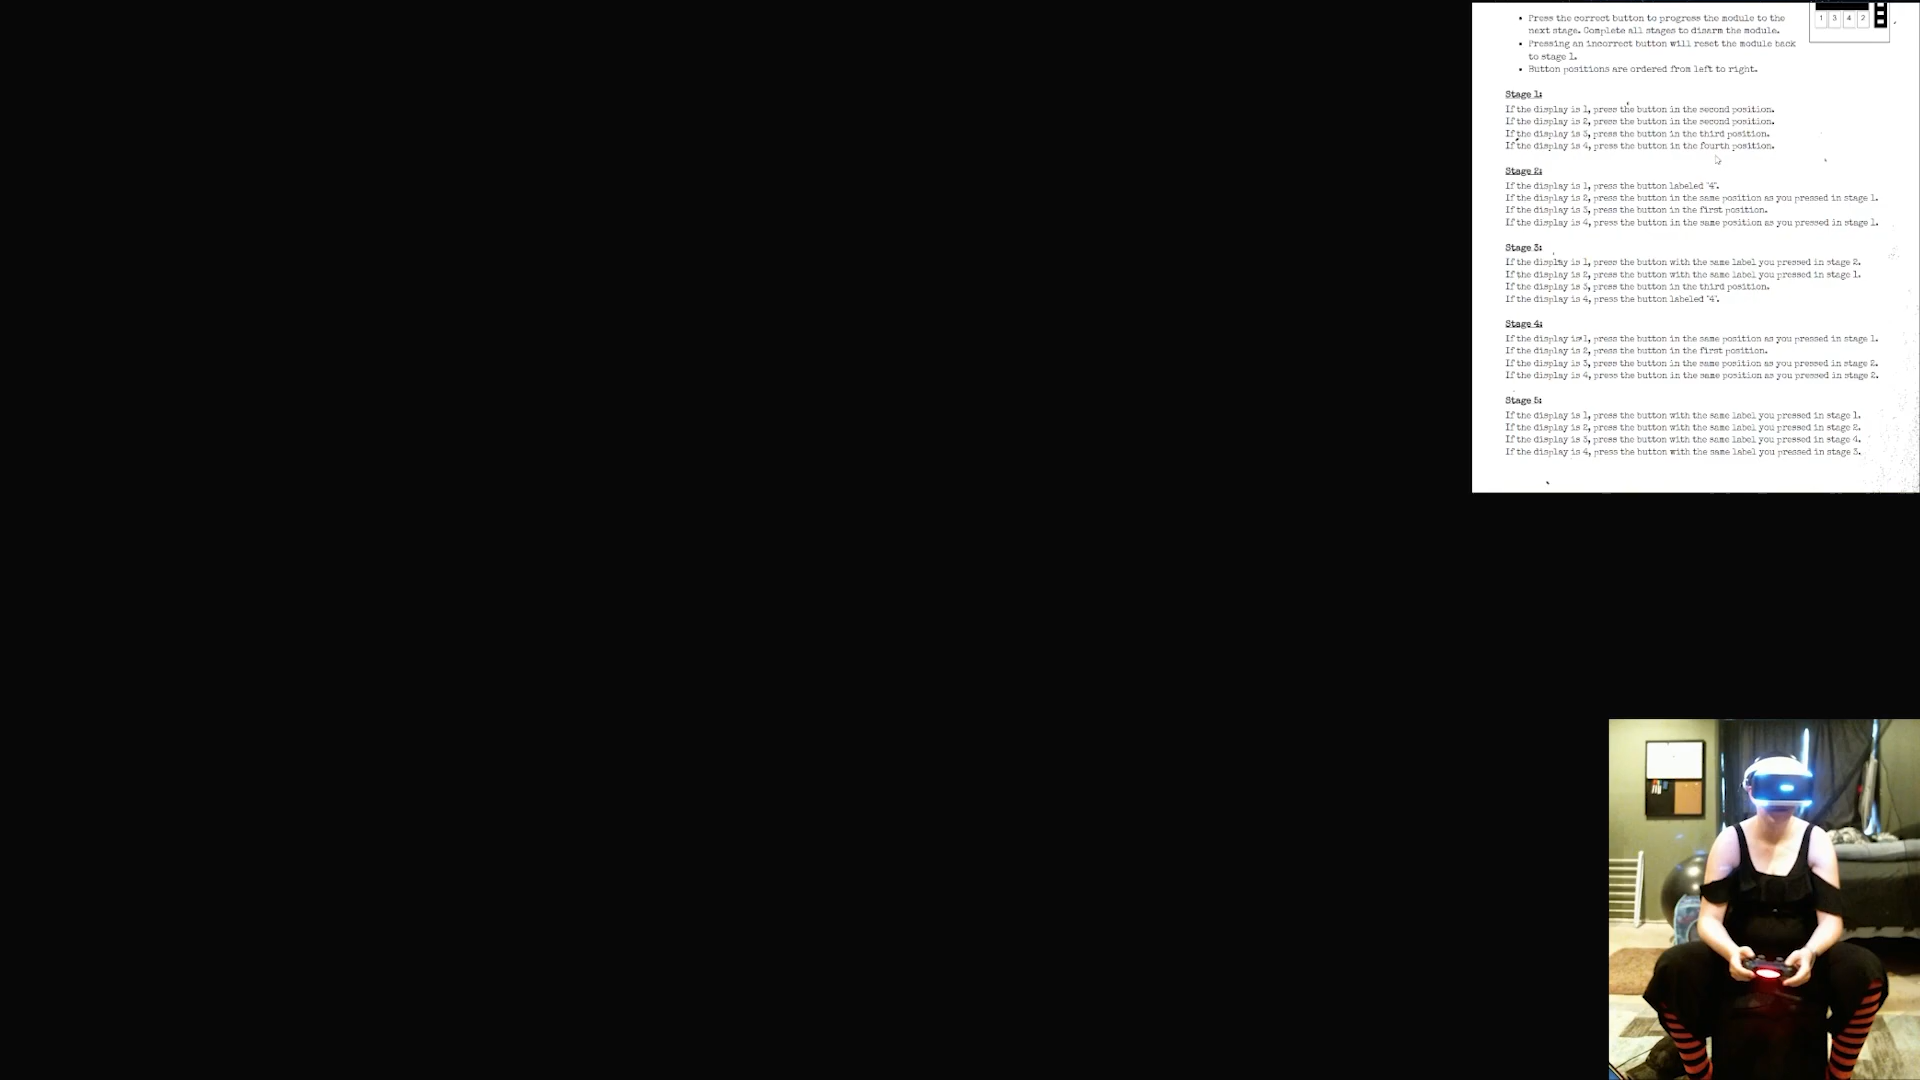 1 3 4 2
• Press the correct button to progress the module to the
next stage. Complete all stages to disarm the module.
• Pressing an incorrect button will reset the module back
to stage 1.
• Button positions are ordered from left to right.
Stage 1:
If the display is 1, press the button in the second position.
If the display is 2, press the button in the second position.
If the display is 3, press the button in the third position.
If the display is 4, press the button in the fourth position.
Stage 2:
If the display is 1, press the button labeled "4".
If the display is 2, press the button in the same position as you pressed in stage 1.
If the display is 3, press the button in the first position.
If the display is 4, press the button in the same position as you pressed in stage 1.
Stage 3:
If the display is 1, press the button with the same label you pressed in stage 2.
If the display is 2, press the button with the same label you pressed in stage 1.
If the display is 3, press the button in the third position.
If the display is 4, press the button labeled "4".
Stage 4:
If the display is 1, press the button in the same position as you pressed in stage 1.
If the display is 2, press the button in the first position.
If the display is 3, press the button in the same position as you pressed in stage 2.
If the display is 4, press the button in the same position as you pressed in stage 2.
Stage 5:
If the display is 1, press the button with the same label you pressed in stage 1.
If the display is 2, press the button with the same label you pressed in stage 2.
If the display is 3, press the button with the same label you pressed in stage 4.
If the display is 4, press the button with the same label you pressed in stage 3.